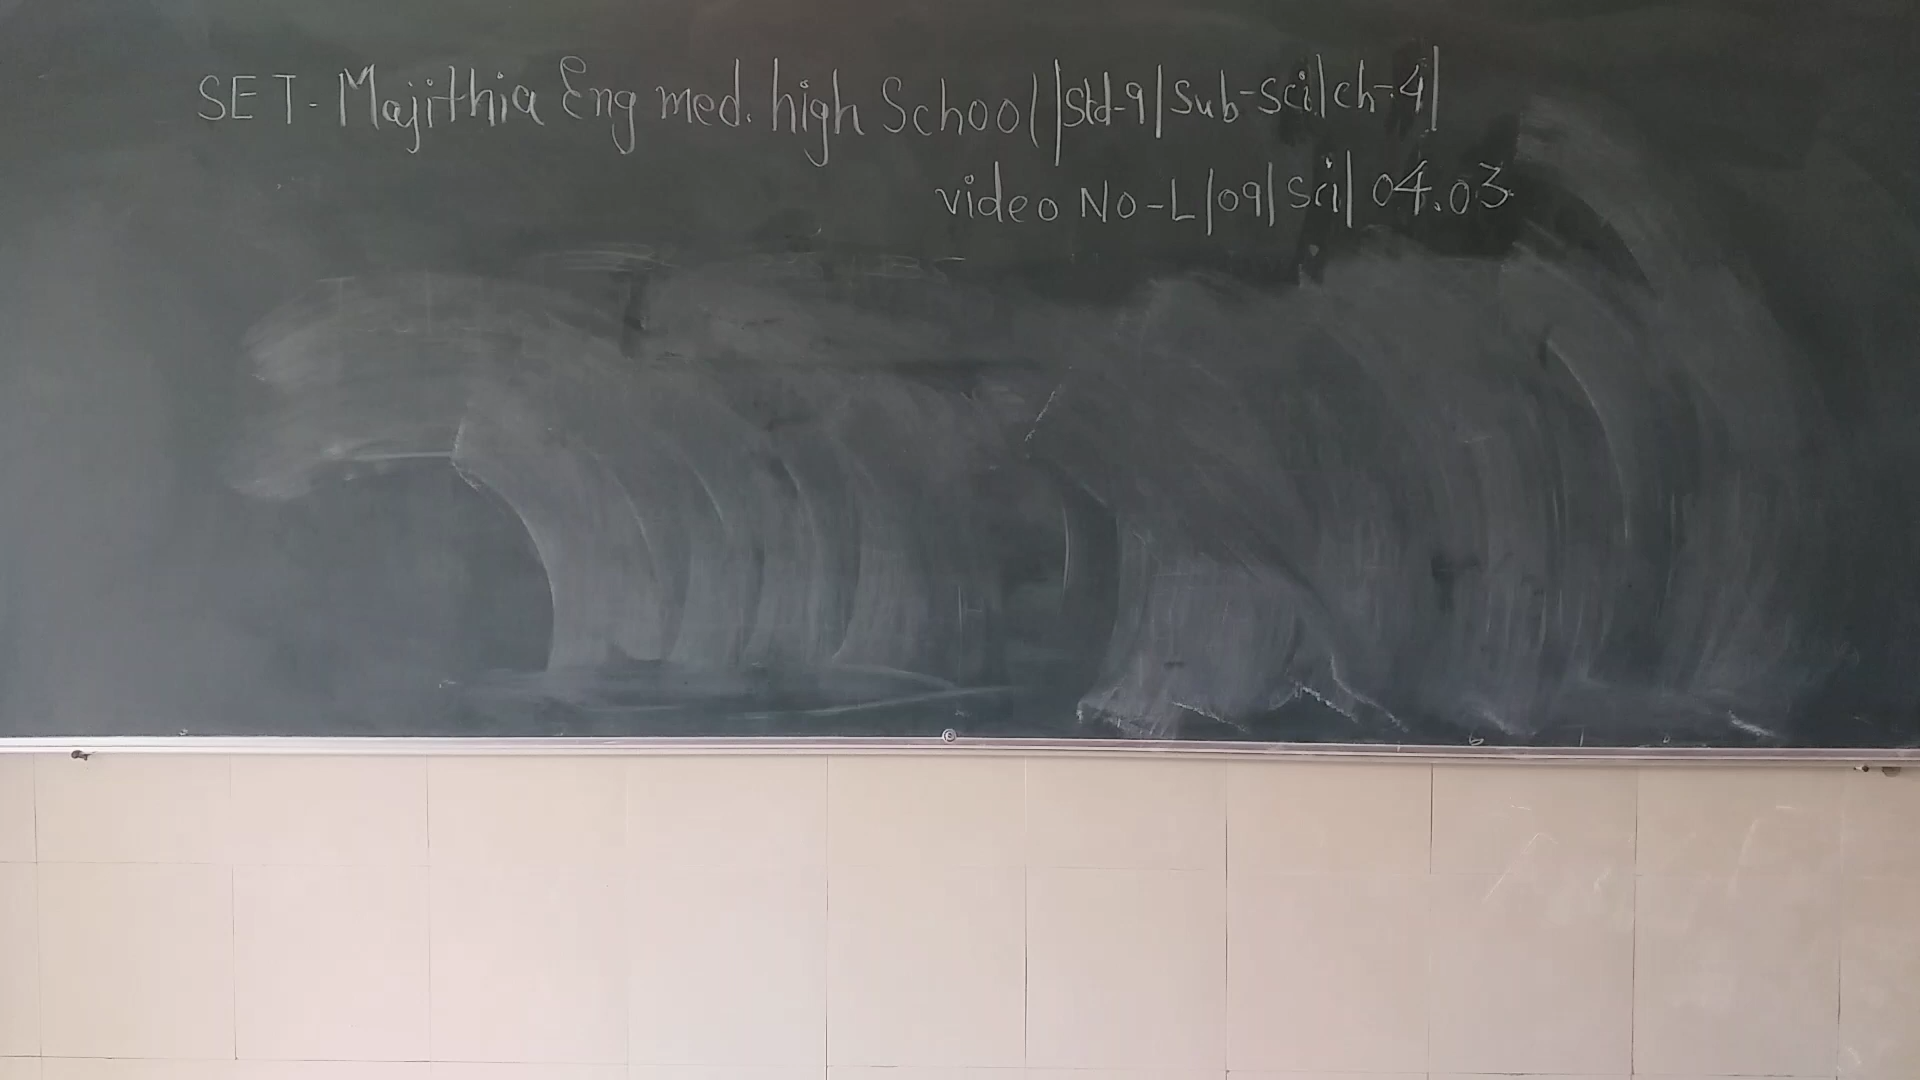 SET- Majithia Eng med. high School||Std-9|Sub-Sci|ch-4|
video No-L|09|Sci|04.03